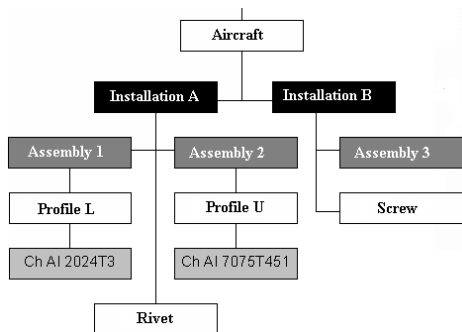 Aircraft
Installation A
Installation B
Assembly 1
Assembly 2
Assembly 3
Profile L
Profile U
Screw
Ch Al 2024T3
Ch Al 7075T451
Rivet